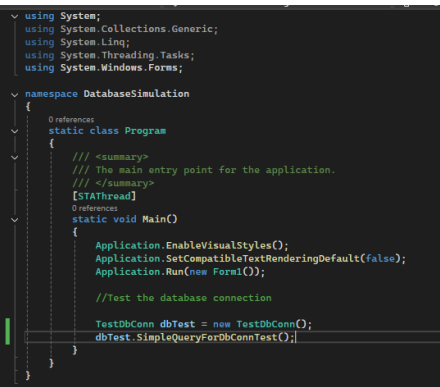 using System;
using System.Collections.Generic;
using System.Linq;
using System.Threading.Tasks;
using System.Windows.Forms;
namespace DatabaseSimulation
{
0 references
static class Program
{
/// <summary>
/// The main entry point for the application.
/// </summary>
[STAThread]
0 references
static void Main()
{
Application.EnableVisualStyles();
Application.SetCompatibleTextRenderingDefault(false);
Application.Run(new Form1());
//Test the database connection
TestDbConn dbTest = new TestDbConn();
dbTest.SimpleQueryForDbConnTest();
}
}
}